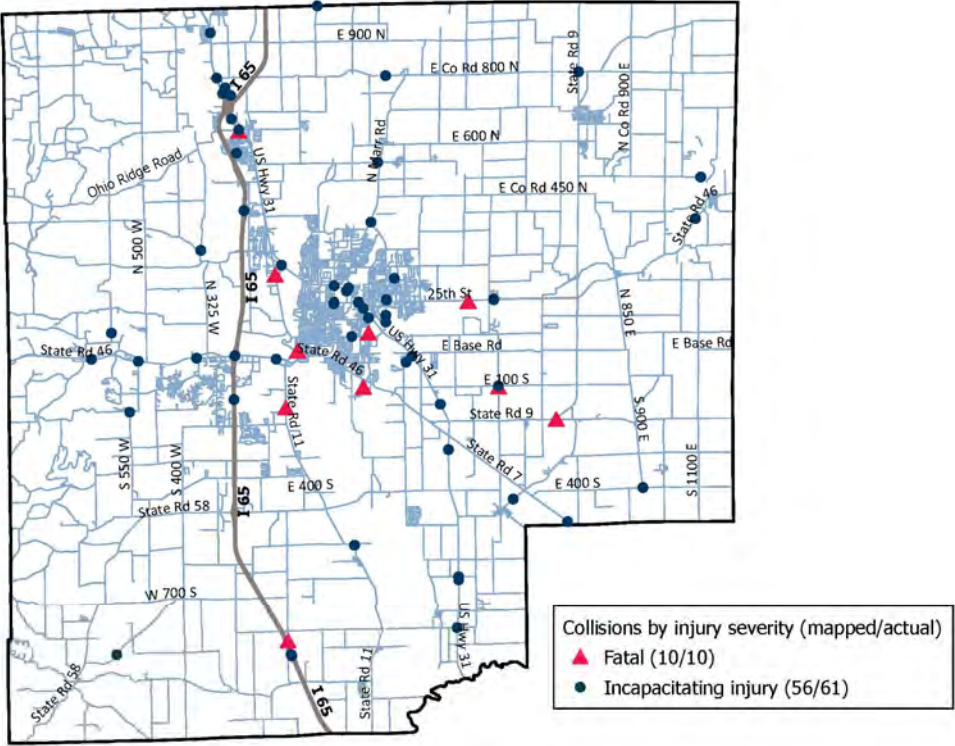 E 900 N
State Rd 9
I 65
E Co Rd 800 N
N Co Rd 900 E
E 600 N
N Marr Rd
Ohio Ridge Road
US Hwy 31
E Co Rd 450 N
State Rd 46
N 500 W
I 65
N 325 W
25th St
N 850 E
US Hwy 31
E Base Rd
E Base Rd
State Rd 46
State Rd 46
E 100 S
State Rd 11
State Rd 9
S 900 E
S 550 W
S 400 W
State Rd 7
S 1100 E
E 400 S
E 400 S
I 65
State Rd 58
W 700 S
US Hwy 31
State Rd 58
State Rd 11
I 65
Collisions by injury severity (mapped/actual)
Fatal (10/10)
Incapacitating injury (56/61)